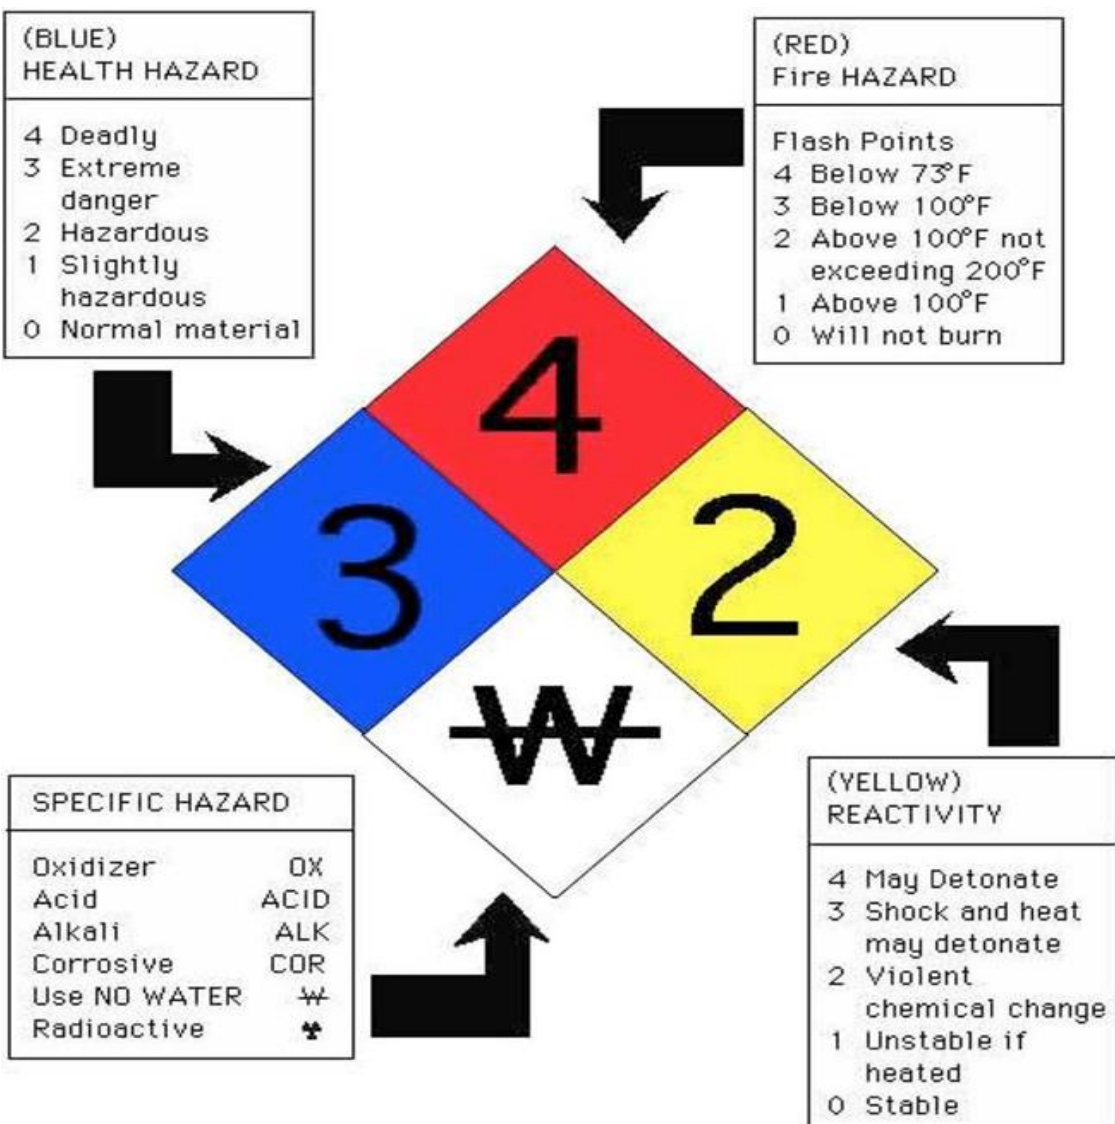 (BLUE)
HEALTH HAZARD
4 Deadly
3 Extreme
danger
2 Hazardous
1 Slightly
hazardous
0 Normal material
(RED)
Fire HAZARD
Flash Points
4 Below 73°F
3 Below 100°F
2 Above 100°F not
exceeding 200°F
1 Above 100°F
0 Will not burn
4
3
2
W
SPECIFIC HAZARD
Oxidizer OX
Acid ACID
Alkali ALK
Corrosive COR
Use NO WATER W
Radioactive ☢
(YELLOW)
REACTIVITY
4 May Detonate
3 Shock and heat
may detonate
2 Violent
chemical change
1 Unstable if
heated
0 Stable